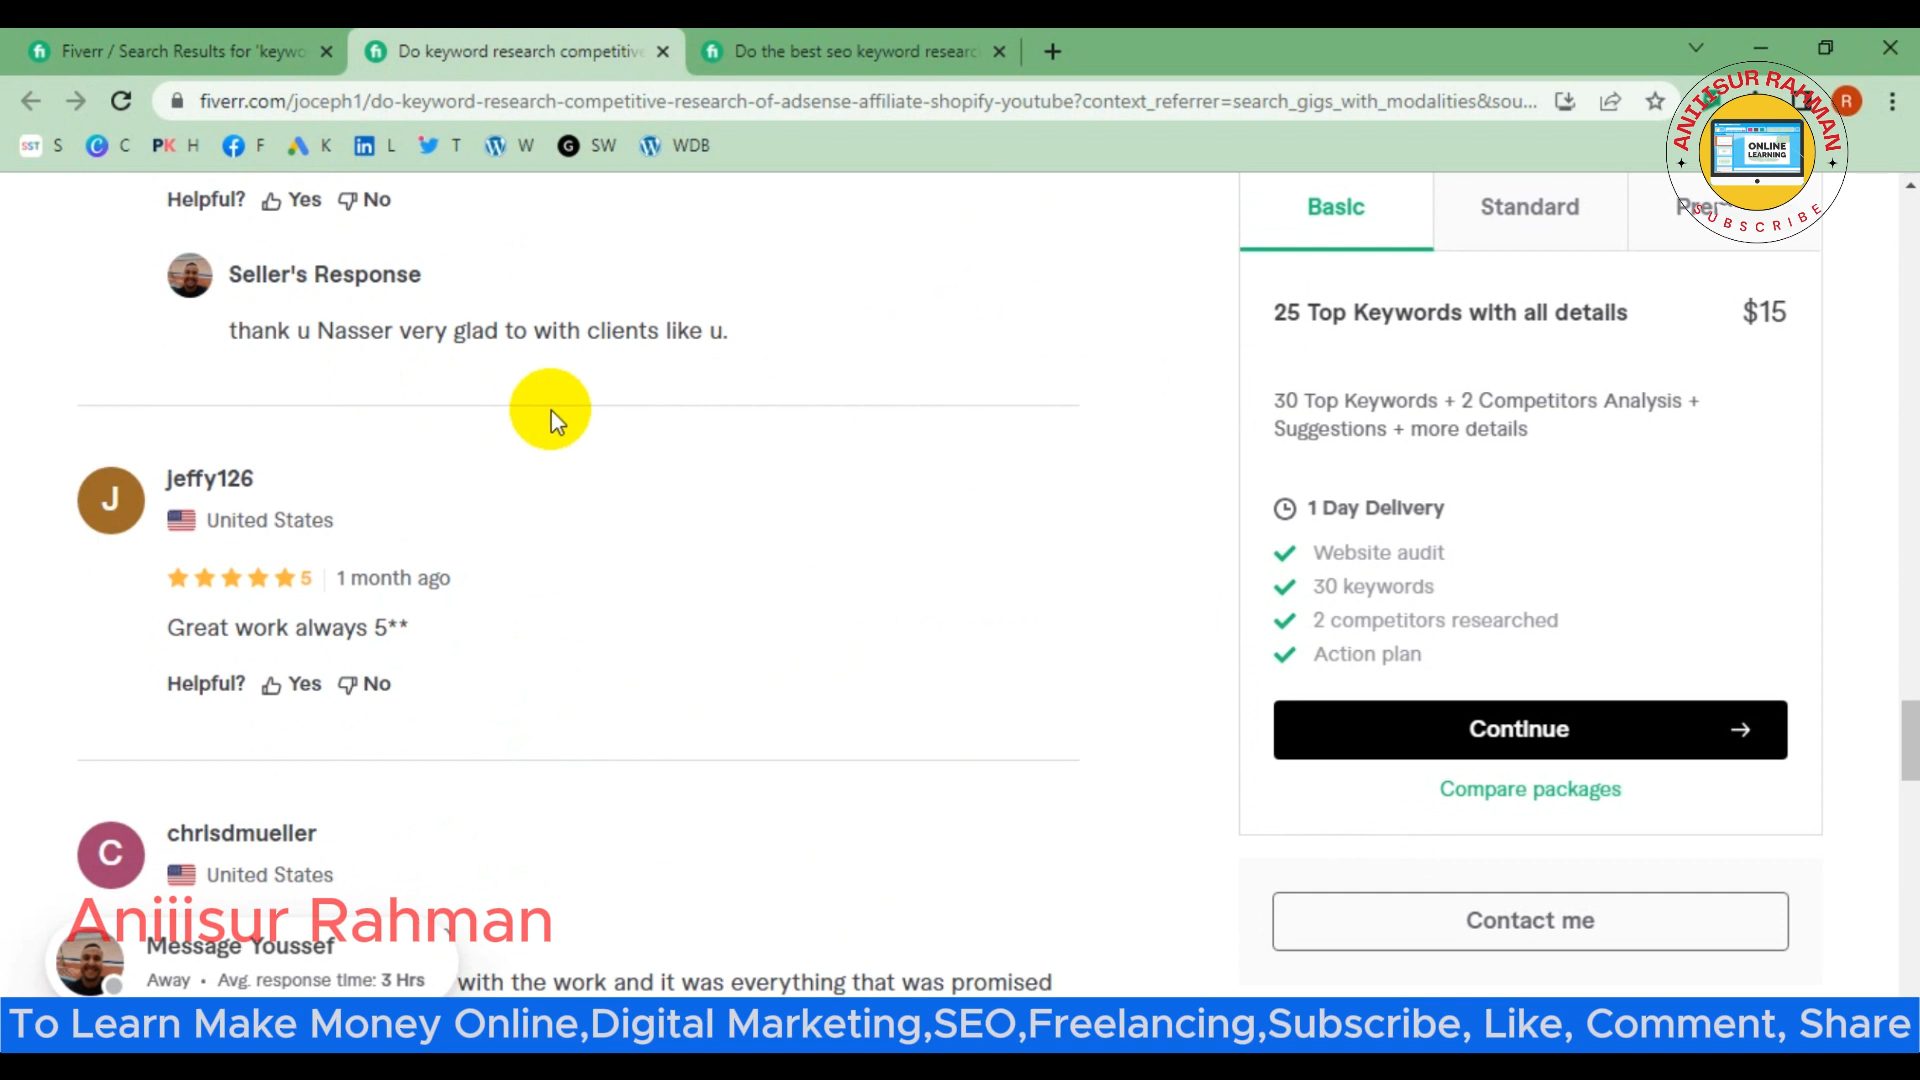 Fiverr / Search Results for 'keywo
Do keyword research competitive
Do the best seo keyword researc
fiverr.com/joceph1/do-keyword-research-competitive-research-of-adsense-affiliate-shopify-youtube?context_referrer=search_gigs_with_modalities&sou...
R
SST S
C
PK H
F
K
L
T
W
G SW
WDB
ANIIISUR RAHMAN
ONLINE
LEARNING
SUBSCRIBE
Helpful? Yes No
Seller's Response
thank u Nasser very glad to with clients like u.
J
jeffy126
United States
5 1 month ago
Great work always 5**
Helpful? Yes No
C
chrisdmueller
United States
Aniiisur Rahman
Message Youssef
Away • Avg. response time: 3 Hrs
with the work and it was everything that was promised
Basic
Standard
25 Top Keywords with all details $15
30 Top Keywords + 2 Competitors Analysis +
Suggestions + more details
1 Day Delivery
Website audit
30 keywords
2 competitors researched
Action plan
Continue
Compare packages
Contact me
To Learn Make Money Online,Digital Marketing,SEO,Freelancing,Subscribe, Like, Comment, Share